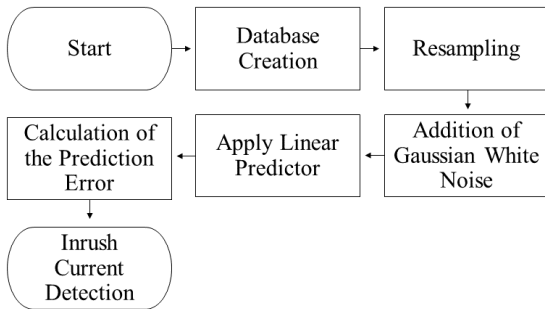 Start
Database
Creation
Resampling
Addition of
Gaussian White
Noise
Apply Linear
Predictor
Calculation of
the Prediction
Error
Inrush
Current
Detection